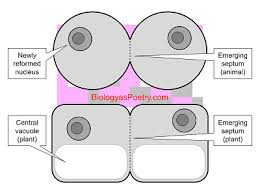 Newly
reformed
nucleus
Emerging
septum
(animal)
BiologyasPoetry.com
Central
vacuole
(plant)
Emerging
septum
(plant)